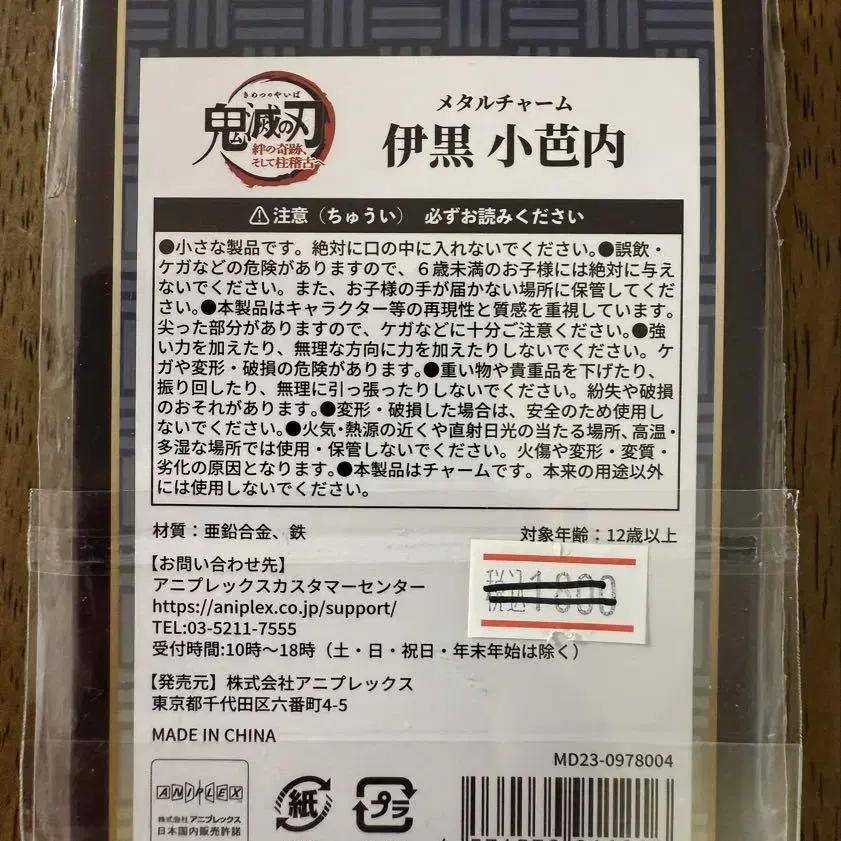 きめつのやいば
鬼滅の刃
絆の奇跡、
そして柱稽古へ
メタルチャーム
伊黒 小芭内
⚠注意（ちゅうい） 必ずお読みください
●小さな製品です。絶対に口の中に入れないでください。●誤飲・
ケガなどの危険がありますので、６歳未満のお子様には絶対に与え
ないでください。また、お子様の手が届かない場所に保管してくだ
さい。●本製品はキャラクター等の再現性と質感を重視しています。
尖った部分がありますので、ケガなどに十分ご注意ください。●強
い力を加えたり、無理な方向に力を加えたりしないでください。ケ
ガや変形・破損の危険があります。●重い物や貴重品を下げたり、
振り回したり、無理に引っ張ったりしないでください。紛失や破損
のおそれがあります。●変形・破損した場合は、安全のため使用し
ないでください。●火気・熱源の近くや直射日光の当たる場所、高温・
多湿な場所では使用・保管しないでください。火傷や変形・変質・
劣化の原因となります。●本製品はチャームです。本来の用途以外
には使用しないでください。
材質：亜鉛合金、鉄
対象年齢：12歳以上
税込1800
【お問い合わせ先】
アニプレックスカスタマーセンター
https://aniplex.co.jp/support/
TEL:03-5211-7555
受付時間:10時～18時（土・日・祝日・年末年始は除く）
【発売元】株式会社アニプレックス
東京都千代田区六番町4-5
MADE IN CHINA
MD23-0978004
ANIPLEX
株式会社アニプレックス
日本国内販売許諾
紙
プラ